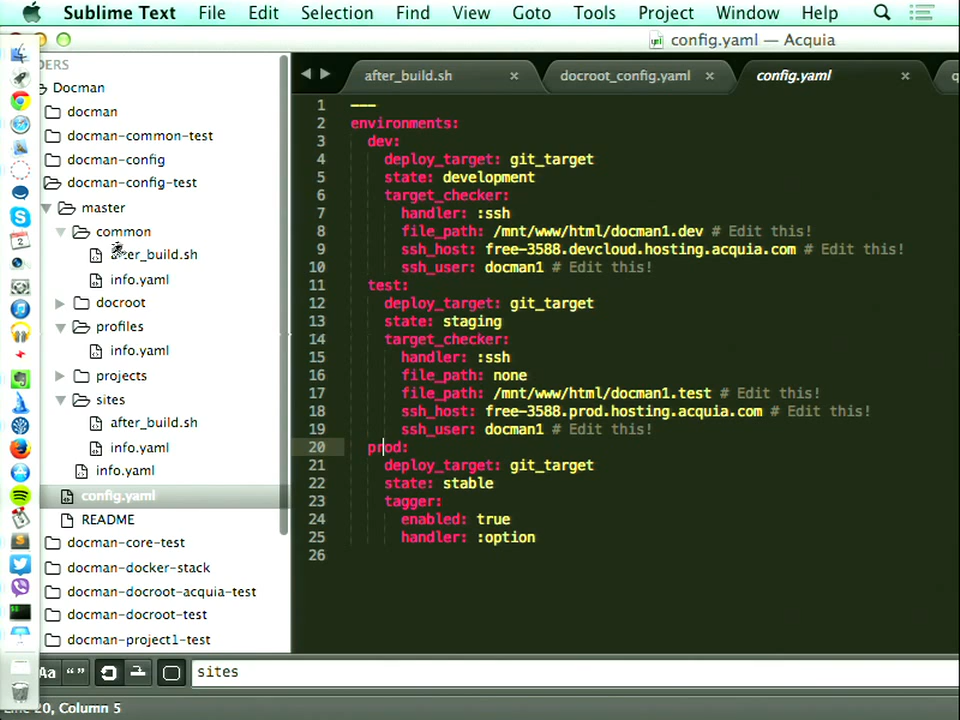 Sublime Text File Edit Selection Find View Goto Tools Project Window Help
config.yaml — Acquia
DERS
Docman
docman
docman-common-test
docman-config
docman-config-test
master
common
after_build.sh
info.yaml
docroot
profiles
info.yaml
projects
sites
after_build.sh
info.yaml
info.yaml
config.yaml
README
docman-core-test
docman-docker-stack
docman-docroot-acquia-test
docman-docroot-test
docman-project1-test
after_build.sh × docroot_config.yaml × config.yaml ×
1 ---
2 environments:
3 dev:
4 deploy_target: git_target
5 state: development
6 target_checker:
7 handler: :ssh
8 file_path: /mnt/www/html/docman1.dev # Edit this!
9 ssh_host: free-3588.devcloud.hosting.acquia.com # Edit this!
10 ssh_user: docman1 # Edit this!
11 test:
12 deploy_target: git_target
13 state: staging
14 target_checker:
15 handler: :ssh
16 file_path: none
17 file_path: /mnt/www/html/docman1.test # Edit this!
18 ssh_host: free-3588.prod.hosting.acquia.com # Edit this!
19 ssh_user: docman1 # Edit this!
20 prod:
21 deploy_target: git_target
22 state: stable
23 tagger:
24 enabled: true
25 handler: :option
26
Aa “” sites
20, Column 5